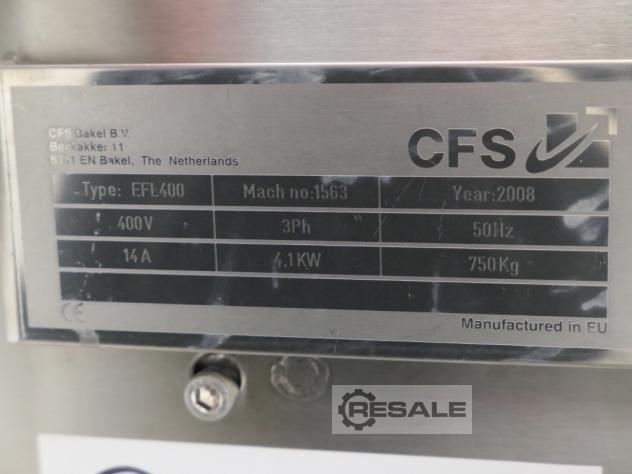 CFS Bakel B.V.
Beekakker 11
5761 EN Bakel, The Netherlands
CFS
Type: EFL400 Mach no:1563 Year:2008
400V 3Ph 50Hz
14A 4.1KW 750Kg
CE
Manufactured in EU
RESALE